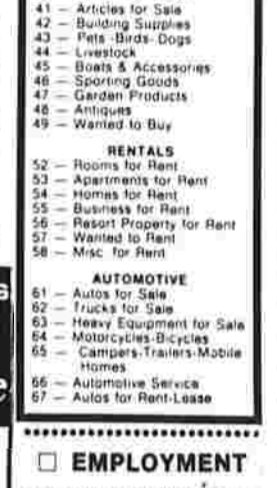 41 — Articles for Sale
42 — Building Supplies
43 — Pets-Birds-Dogs
44 — Livestock
45 — Boats & Accessories
46 — Sporting Goods
47 — Garden Products
48 — Antiques
49 — Wanted to Buy
RENTALS
52 — Rooms for Rent
53 — Apartments for Rent
54 — Homes for Rent
55 — Business for Rent
56 — Resort Property for Rent
57 — Wanted to Rent
58 — Misc. for Rent
AUTOMOTIVE
61 — Autos for Sale
62 — Trucks for Sale
63 — Heavy Equipment for Sale
64 — Motorcycles-Bicycles
65 — Campers-Trailers-Mobile
Homes
66 — Automotive Service
67 — Autos for Rent-Lease
☐ EMPLOYMENT